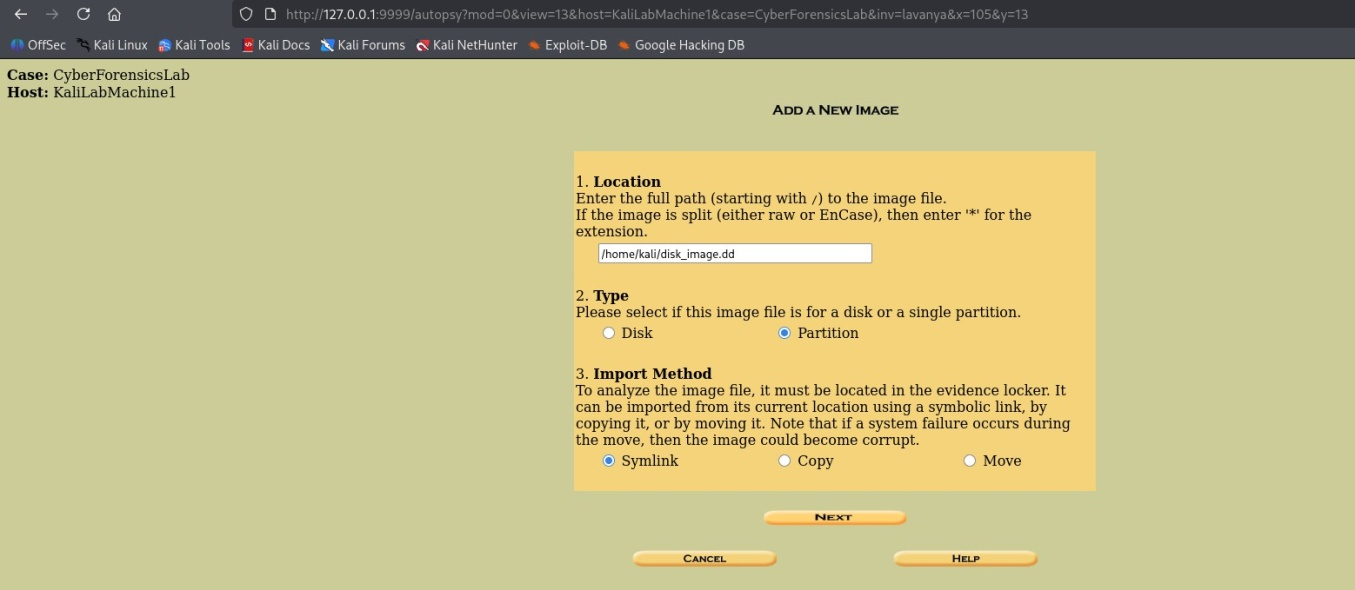 http://127.0.0.1:9999/autopsy?mod=0&view=13&host=KaliLabMachine1&case=CyberForensicsLab&inv=lavanya&x=105&y=13
OffSec Kali Linux Kali Tools Kali Docs Kali Forums Kali NetHunter Exploit-DB Google Hacking DB
Case: CyberForensicsLab
Host: KaliLabMachine1
ADD A NEW IMAGE
1. Location
Enter the full path (starting with /) to the image file.
If the image is split (either raw or EnCase), then enter '*' for the
extension.
/home/kali/disk_image.dd
2. Type
Please select if this image file is for a disk or a single partition.
Disk Partition
3. Import Method
To analyze the image file, it must be located in the evidence locker. It
can be imported from its current location using a symbolic link, by
copying it, or by moving it. Note that if a system failure occurs during
the move, then the image could become corrupt.
Symlink Copy Move
NEXT
CANCEL HELP